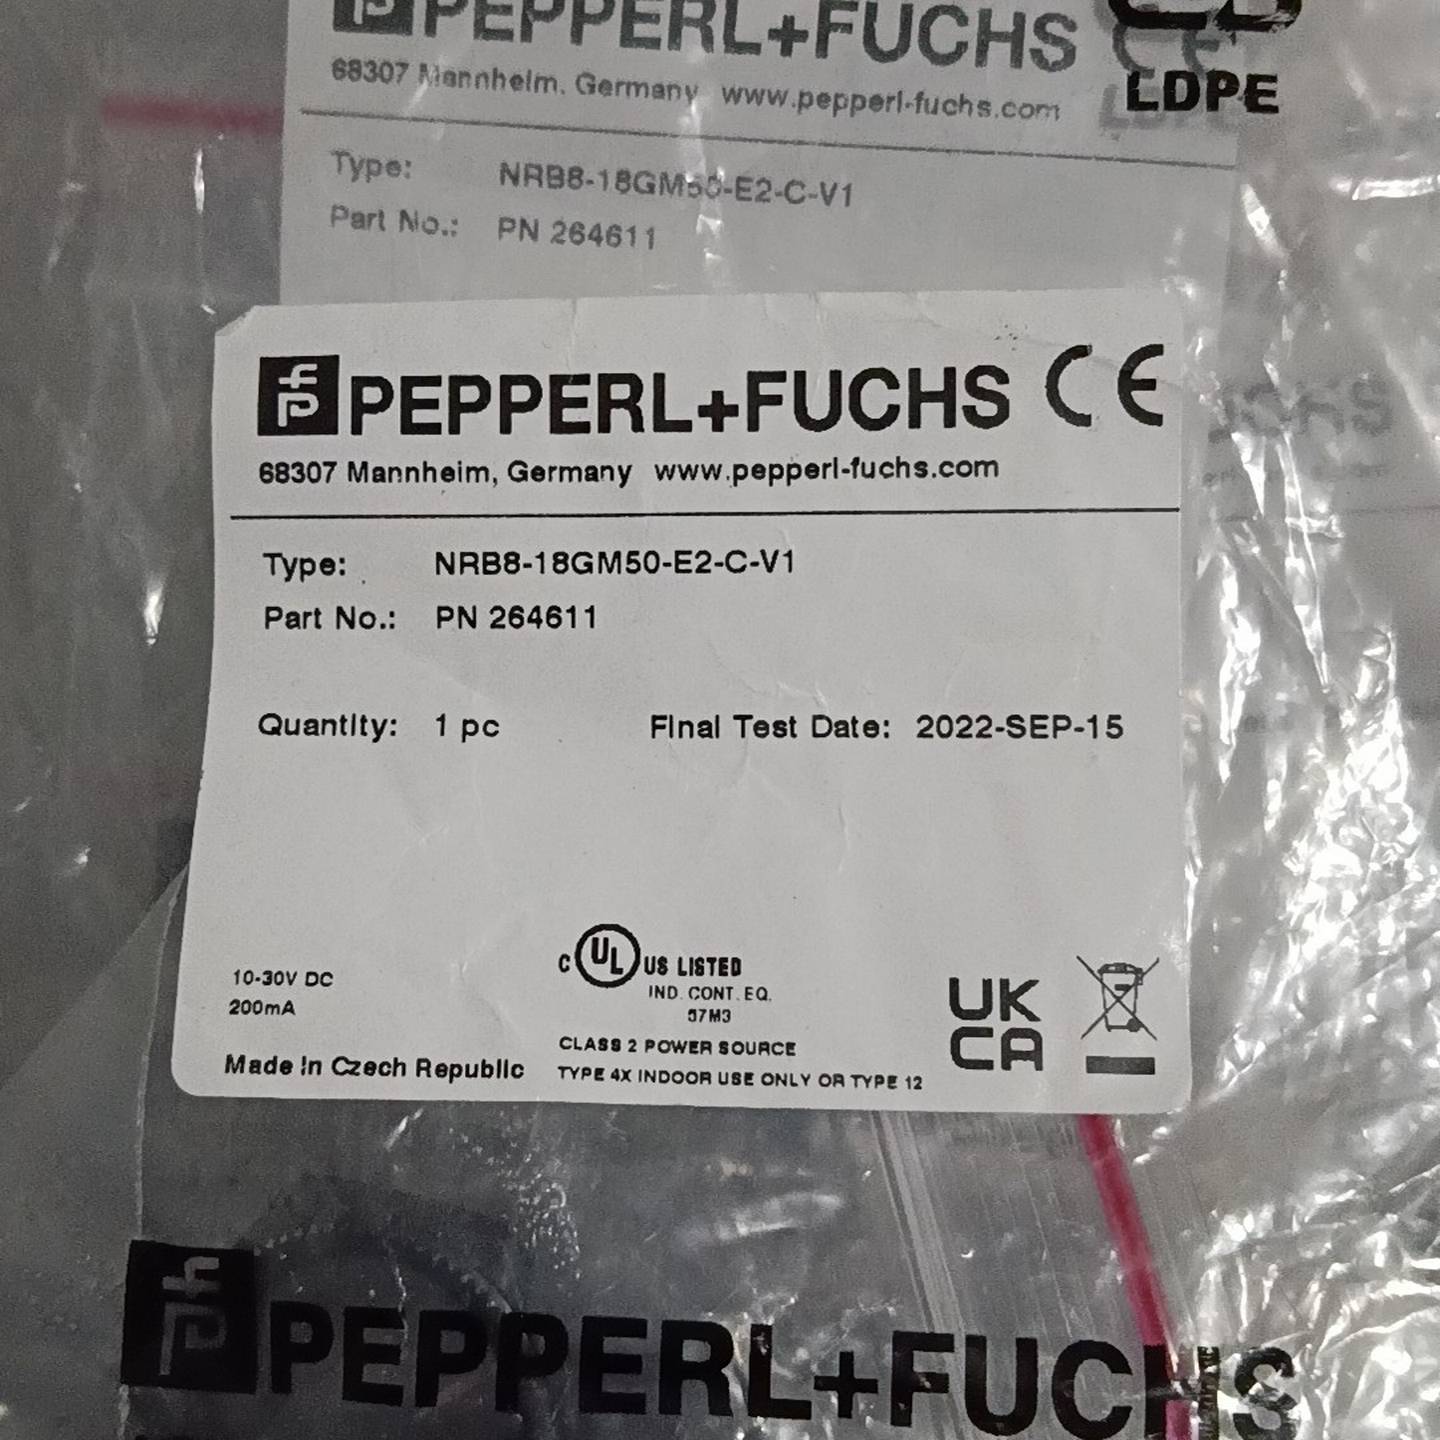 PEPPERL+FUCHS CE
68307 Mannheim, Germany www.pepperl-fuchs.com
LDPE
Type: NRB8-18GM50-E2-C-V1
Part No.: PN 264611
PEPPERL+FUCHS CE
68307 Mannheim, Germany www.pepperl-fuchs.com
Type: NRB8-18GM50-E2-C-V1
Part No.: PN 264611
Quantity: 1 pc Final Test Date: 2022-SEP-15
10-30V DC
200mA
Made in Czech Republic
C UL US LISTED
IND. CONT. EQ.
57M3
CLASS 2 POWER SOURCE
TYPE 4X INDOOR USE ONLY OR TYPE 12
UK
CA
PEPPERL+FUCHS